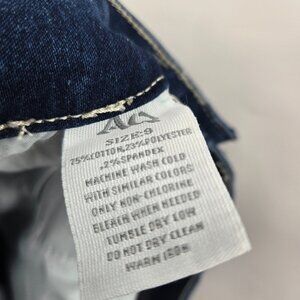 SIZE:9
75%COTTON,23%POLYESTER
,2%SPANDEX
MACHINE WASH COLD
WITH SIMILAR COLORS
ONLY NON-CHLORINE
BLEACH WHEN NEEDED
TUMBLE DRY LOW
DO NOT DRY CLEAN
WARM IRON